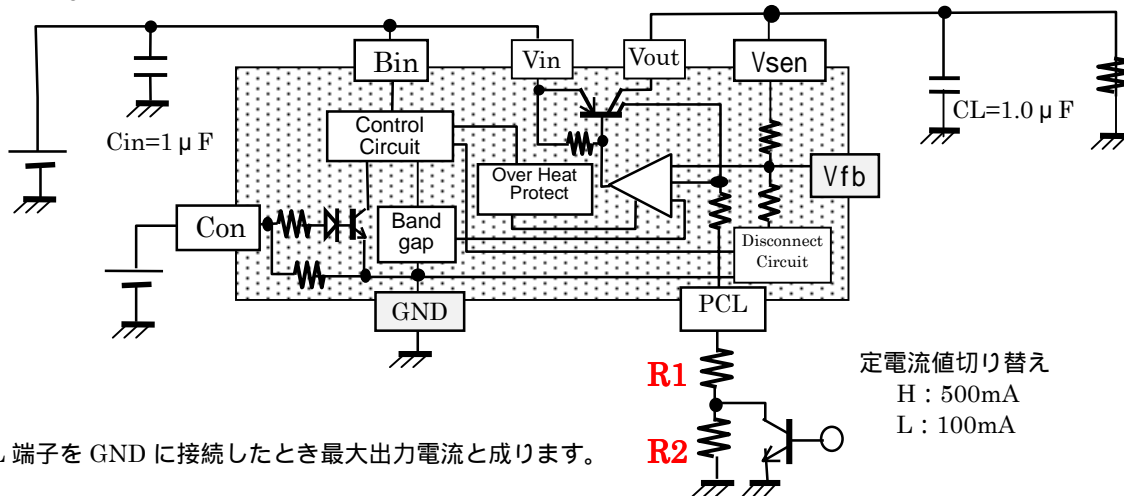 Bin
Vin
Vout
Vsen
Cin=1μF
Control
Circuit
CL=1.0μF
Over Heat
Protect
Vfb
Con
Band
gap
Disconnect
Circuit
GND
PCL
R1
定電流値切り替え
H：500mA
L：100mA
R2
端子を GND に接続したとき最大出力電流と成ります。